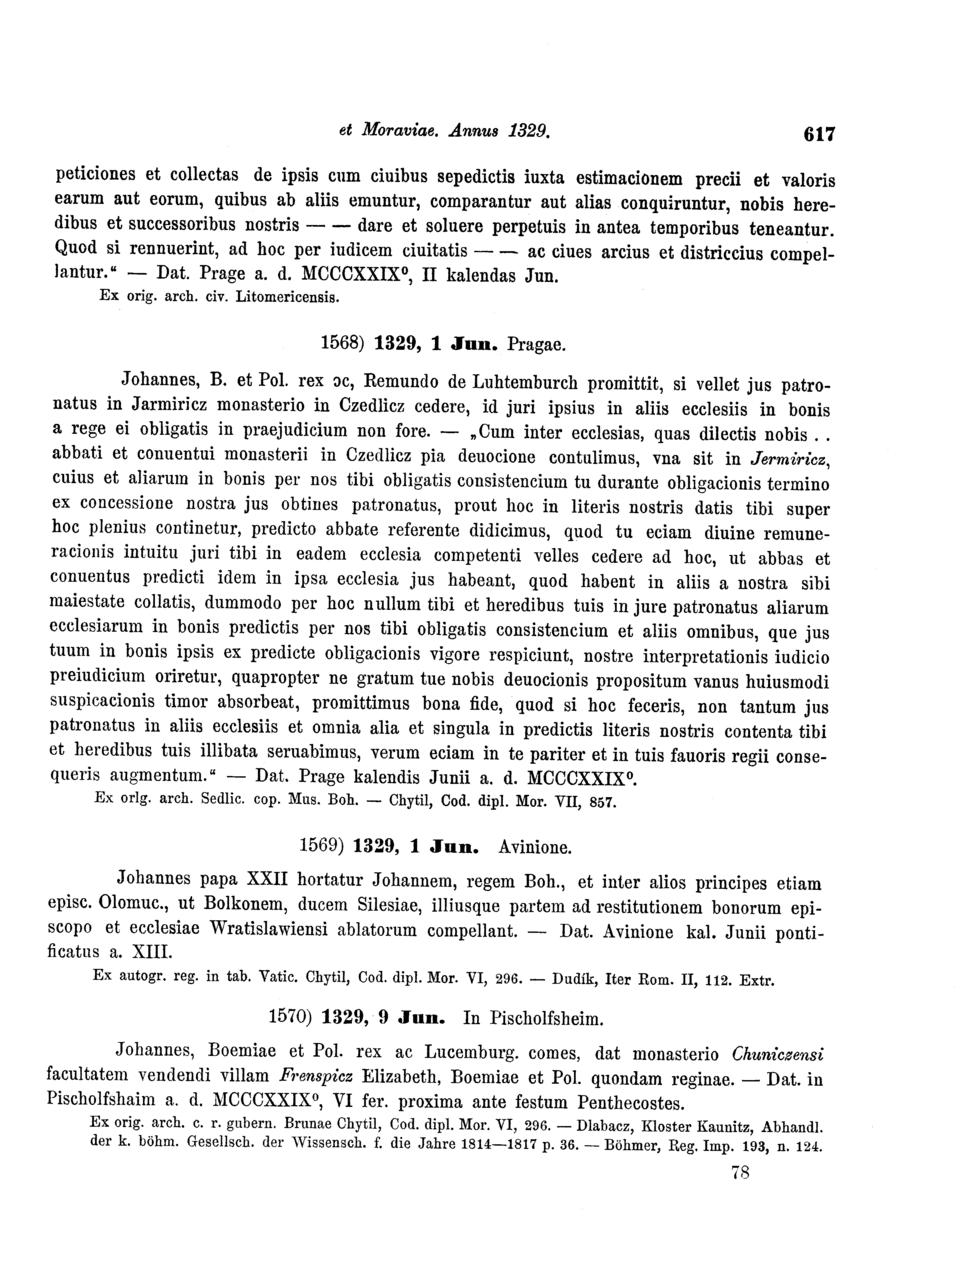 et Moraviae. Annus 1329. 617
peticiones et collectas de ipsis cum ciuibus sepedictis iuxta estimacionem precii et valoris
earum aut eorum, quibus ab aliis emuntur, comparantur aut alias conquiruntur, nobis here-
dibus et successoribus nostris — — dare et soluere perpetuis in antea temporibus teneantur.
Quod si rennuerint, ad hoc per iudicem ciuitatis — — ac ciues arcius et districcius compel-
lantur.“ — Dat. Prage a. d. MCCCXXIX⁰, II kalendas Jun.
Ex orig. arch. civ. Litomericensis.
1568) 1329, 1 Jun. Pragae.
Johannes, B. et Pol. rex ɔc, Remundo de Luhtemburch promittit, si vellet jus patro-
natus in Jarmiricz monasterio in Czedlicz cedere, id juri ipsius in aliis ecclesiis in bonis
a rege ei obligatis in praejudicium non fore. — „Cum inter ecclesias, quas dilectis nobis . .
abbati et conuentui monasterii in Czedlicz pia deuocione contulimus, vna sit in Jermiricz,
cuius et aliarum in bonis per nos tibi obligatis consistencium tu durante obligacionis termino
ex concessione nostra jus obtines patronatus, prout hoc in literis nostris datis tibi super
hoc plenius continetur, predicto abbate referente didicimus, quod tu eciam diuine remune-
racionis intuitu juri tibi in eadem ecclesia competenti velles cedere ad hoc, ut abbas et
conuentus predicti idem in ipsa ecclesia jus habeant, quod habent in aliis a nostra sibi
maiestate collatis, dummodo per hoc nullum tibi et heredibus tuis in jure patronatus aliarum
ecclesiarum in bonis predictis per nos tibi obligatis consistencium et aliis omnibus, que jus
tuum in bonis ipsis ex predicte obligacionis vigore respiciunt, nostre interpretationis iudicio
preiudicium oriretur, quapropter ne gratum tue nobis deuocionis propositum vanus huiusmodi
suspicacionis timor absorbeat, promittimus bona fide, quod si hoc feceris, non tantum jus
patronatus in aliis ecclesiis et omnia alia et singula in predictis literis nostris contenta tibi
et heredibus tuis illibata seruabimus, verum eciam in te pariter et in tuis fauoris regii conse-
queris augmentum.“ — Dat. Prage kalendis Junii a. d. MCCCXXIX⁰.
Ex orig. arch. Sedlic. cop. Mus. Boh. — Chytil, Cod. dipl. Mor. VII, 857.
1569) 1329, 1 Jun. Avinione.
Johannes papa XXII hortatur Johannem, regem Boh., et inter alios principes etiam
episc. Olomuc., ut Bolkonem, ducem Silesiae, illiusque partem ad restitutionem bonorum epi-
scopo et ecclesiae Wratislawiensi ablatorum compellant. — Dat. Avinione kal. Junii ponti-
ficatus a. XIII.
Ex autogr. reg. in tab. Vatic. Chytil, Cod. dipl. Mor. VI, 296. — Dudík, Iter Rom. II, 112. Extr.
1570) 1329, 9 Jun. In Pischolfsheim.
Johannes, Boemiae et Pol. rex ac Lucemburg. comes, dat monasterio Chuniczensi
facultatem vendendi villam Frenspicz Elizabeth, Boemiae et Pol. quondam reginae. — Dat. in
Pischolfshaim a. d. MCCCXXIX⁰, VI fer. proxima ante festum Penthecostes.
Ex orig. arch. c. r. gubern. Brunae Chytil, Cod. dipl. Mor. VI, 296. — Dlabacz, Kloster Kaunitz, Abhandl.
der k. böhm. Gesellsch. der Wissensch. f. die Jahre 1814—1817 p. 36. — Böhmer, Reg. Imp. 193, n. 124.
78